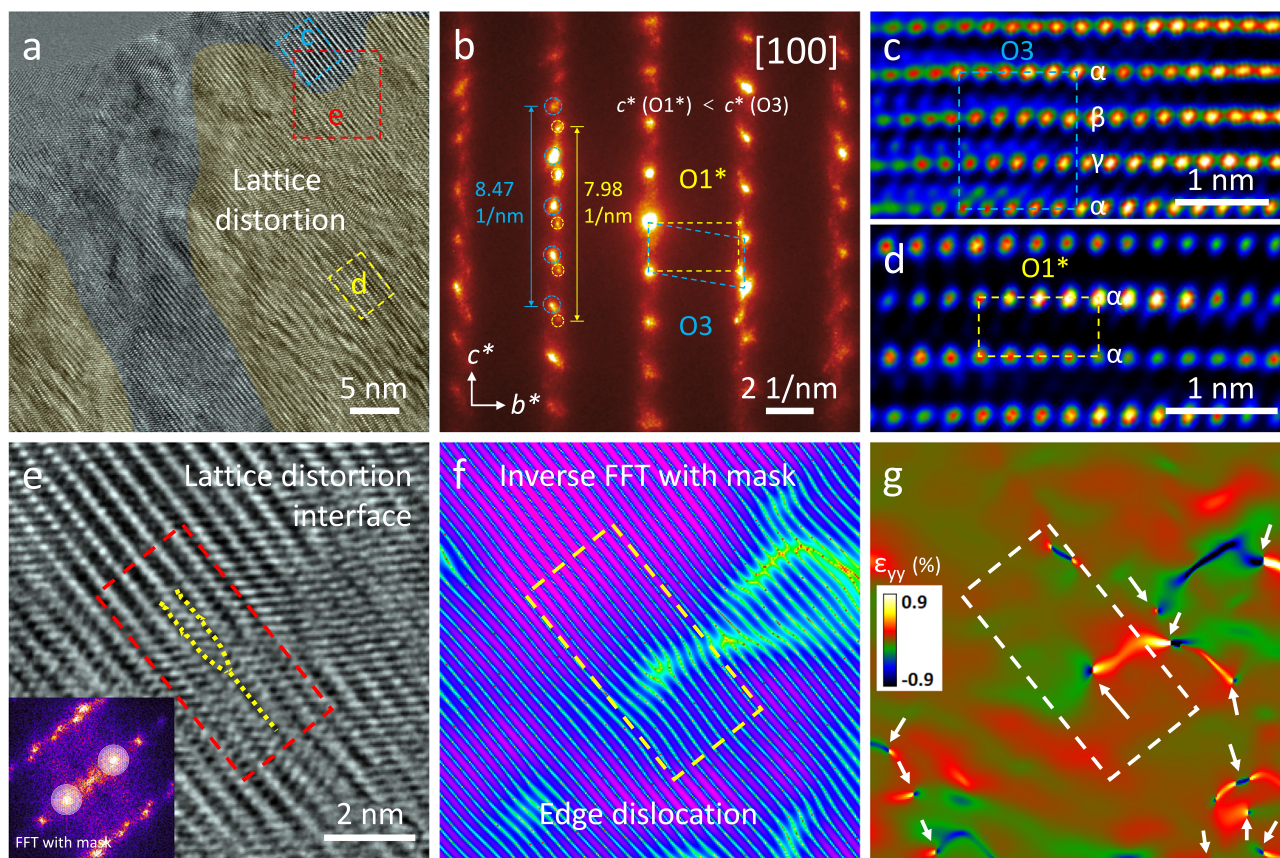 a
c
e
Lattice
distortion
d
5 nm
b
[100]
c* (O1*) < c* (O3)
8.47
1/nm
7.98
1/nm
O1*
O3
c*
b*
2 1/nm
c
O3
α
β
γ
α
1 nm
d
O1*
α
α
1 nm
e
Lattice distortion
interface
FFT with mask
2 nm
f
Inverse FFT with mask
Edge dislocation
g
εyy (%)
0.9
-0.9